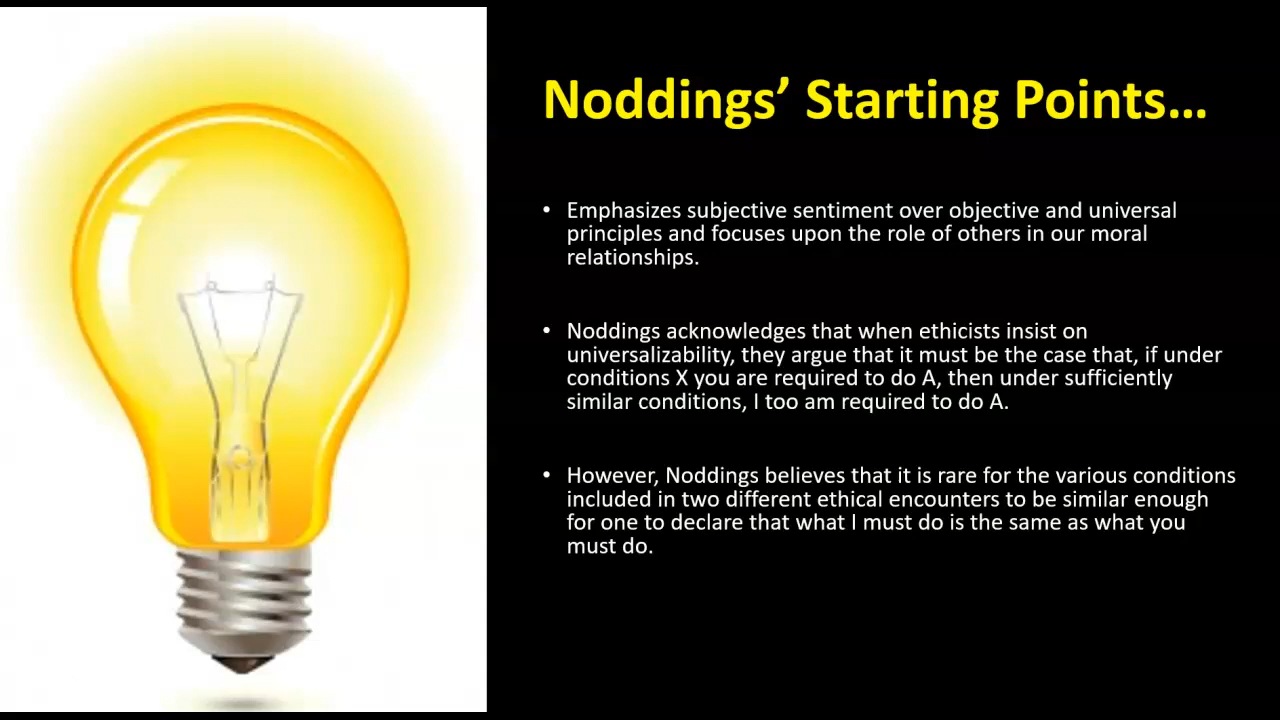 Noddings’ Starting Points…
• Emphasizes subjective sentiment over objective and universal
principles and focuses upon the role of others in our moral
relationships.
• Noddings acknowledges that when ethicists insist on
universalizability, they argue that it must be the case that, if under
conditions X you are required to do A, then under sufficiently
similar conditions, I too am required to do A.
• However, Noddings believes that it is rare for the various conditions
included in two different ethical encounters to be similar enough
for one to declare that what I must do is the same as what you
must do.